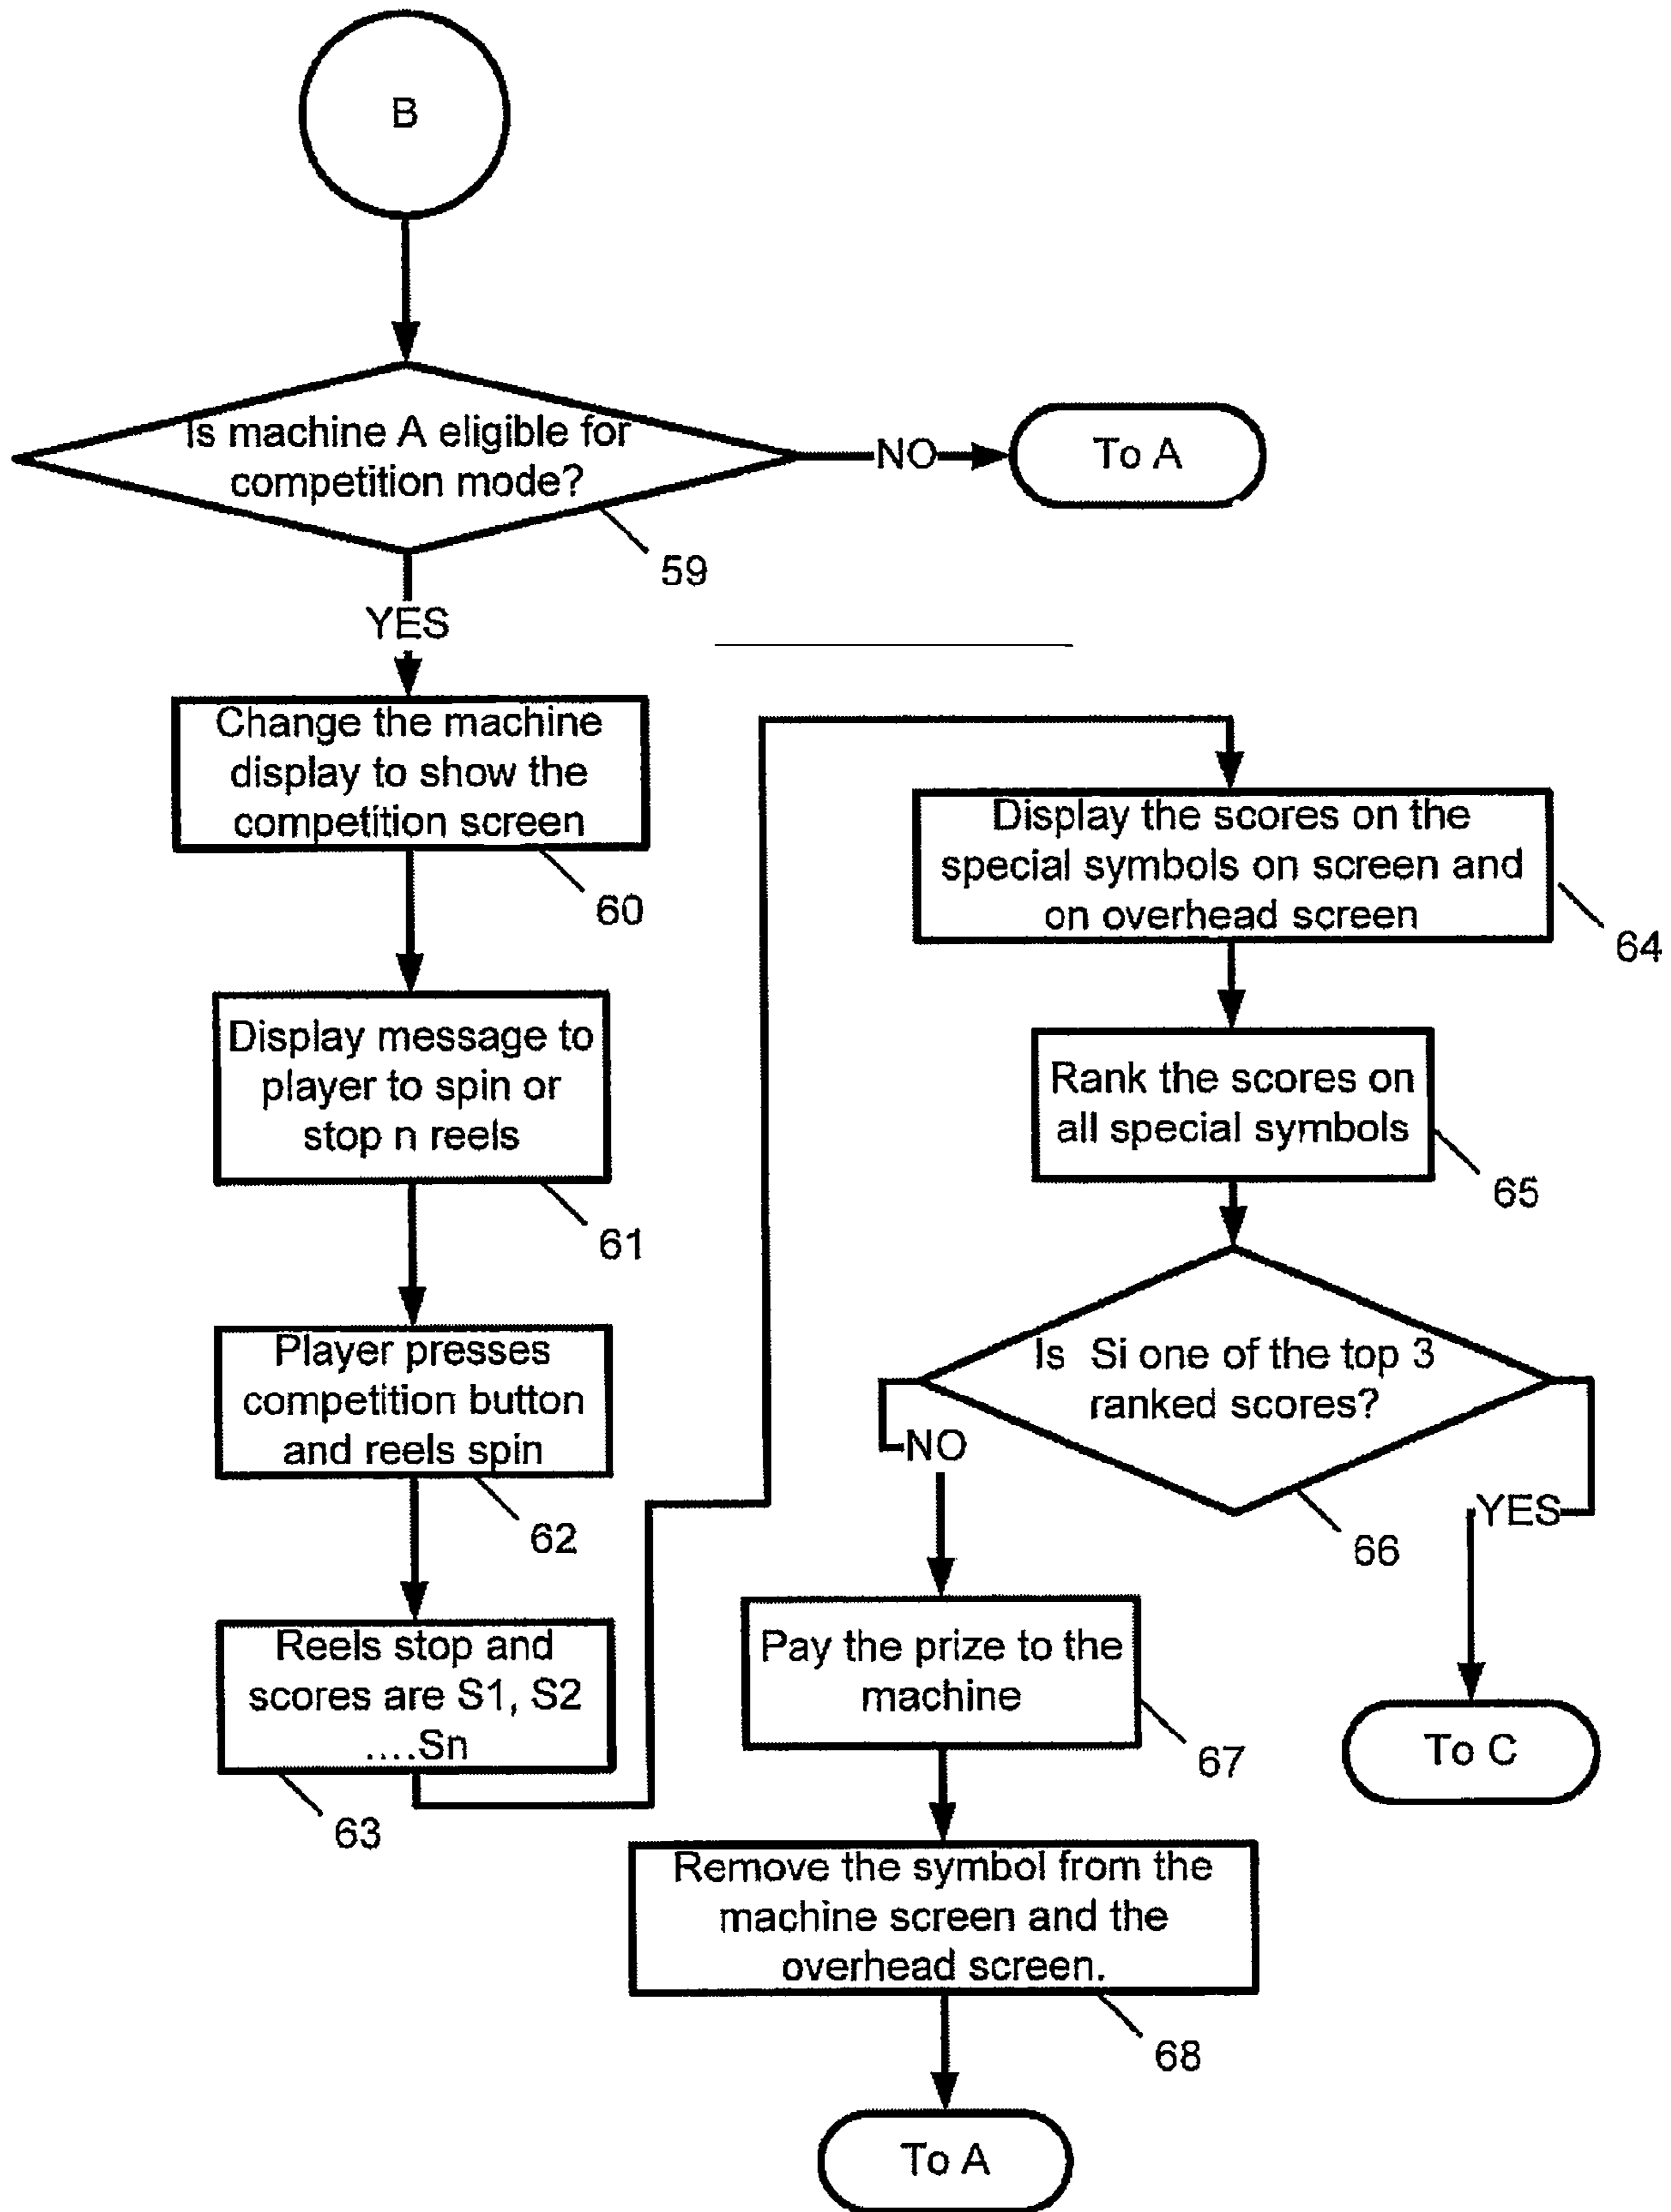 B
Is machine A eligible for
competition mode?
NO
To A
59
YES
Change the machine
display to show the
competition screen
60
Display message to
player to spin or
stop n reels
61
Player presses
competition button
and reels spin
62
Reels stop and
scores are S1, S2
....Sn
63
Display the scores on the
special symbols on screen and
on overhead screen
64
Rank the scores on
all special symbols
65
Is Si one of the top 3
ranked scores?
66
NO
YES
Pay the prize to the
machine
67
To C
Remove the symbol from the
machine screen and the
overhead screen.
68
To A